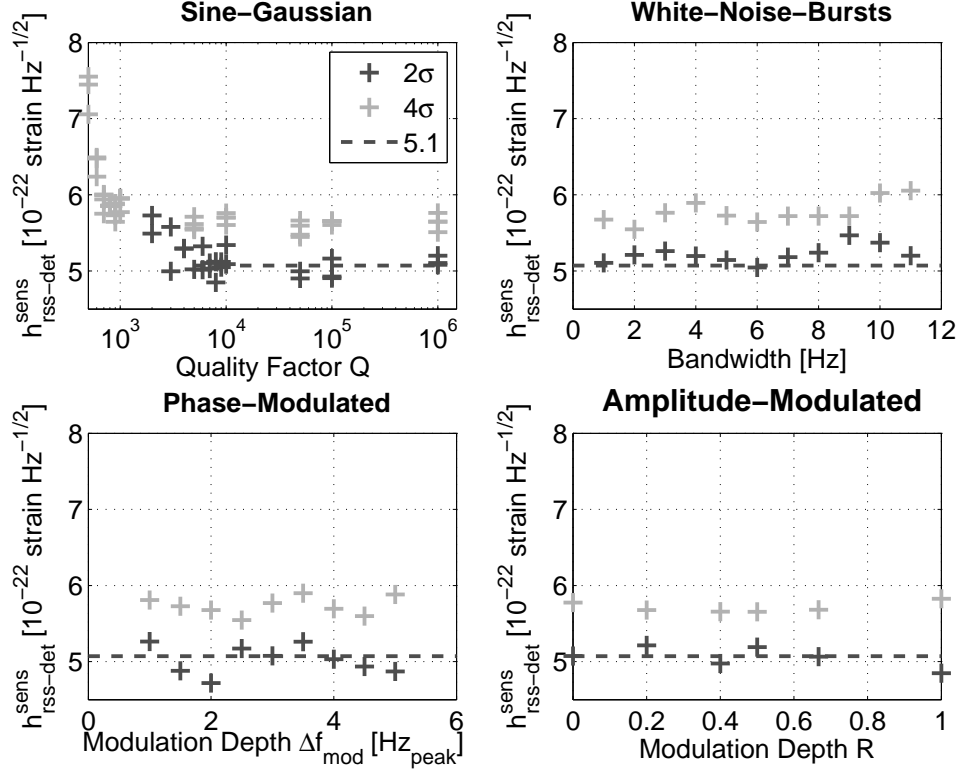 Sine−Gaussian
h^sens_rss−det [10^−22 strain Hz^−1/2]
8
7
6
5
10^3 10^4 10^5 10^6
Quality Factor Q
2σ
4σ
5.1
White−Noise−Bursts
h^sens_rss−det [10^−22 strain Hz^−1/2]
8
7
6
5
0 2 4 6 8 10 12
Bandwidth [Hz]
Phase−Modulated
h^sens_rss−det [10^−22 strain Hz^−1/2]
8
7
6
5
0 2 4 6
Modulation Depth Δf_mod [Hz_peak]
Amplitude−Modulated
h^sens_rss−det [10^−22 strain Hz^−1/2]
8
7
6
5
0 0.2 0.4 0.6 0.8 1
Modulation Depth R